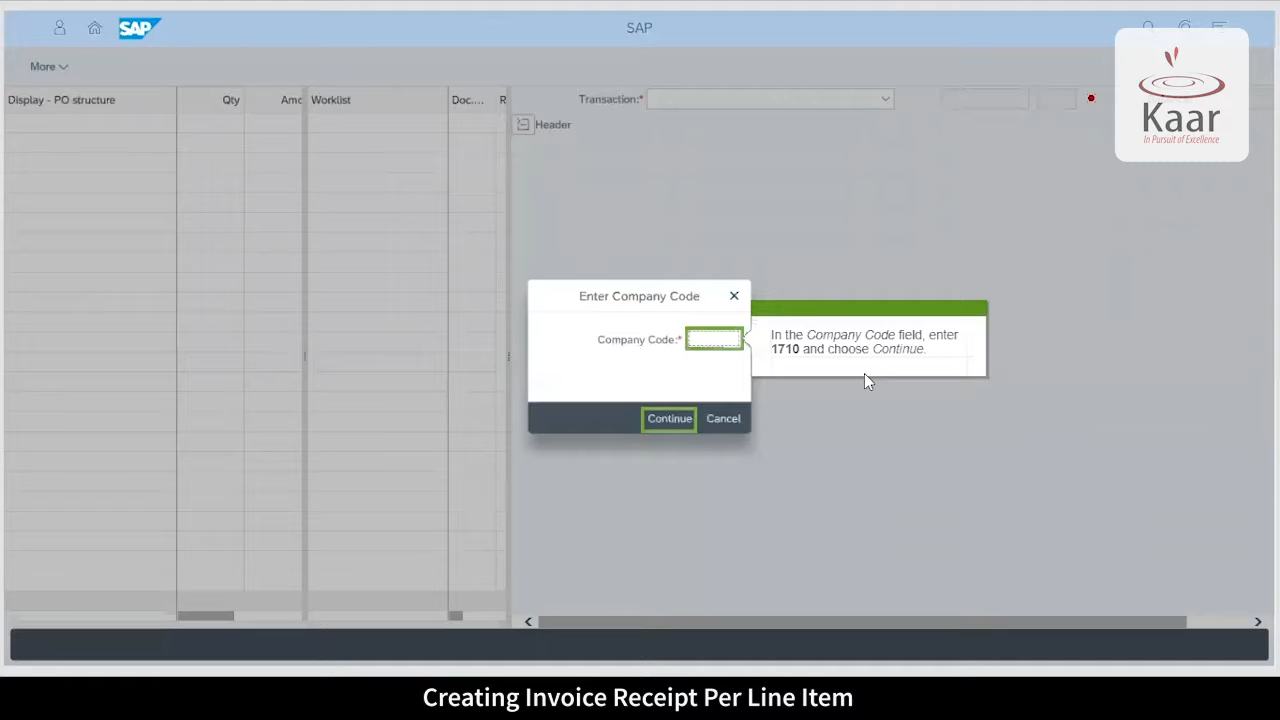 SAP
SAP
More
Display - PO structure
Qty
Amo
Worklist
Doc....
R
Transaction:*
Header
Kaar
In Pursuit of Excellence
Enter Company Code
Company Code:*
In the Company Code field, enter
1710 and choose Continue.
Continue
Cancel
Creating Invoice Receipt Per Line Item